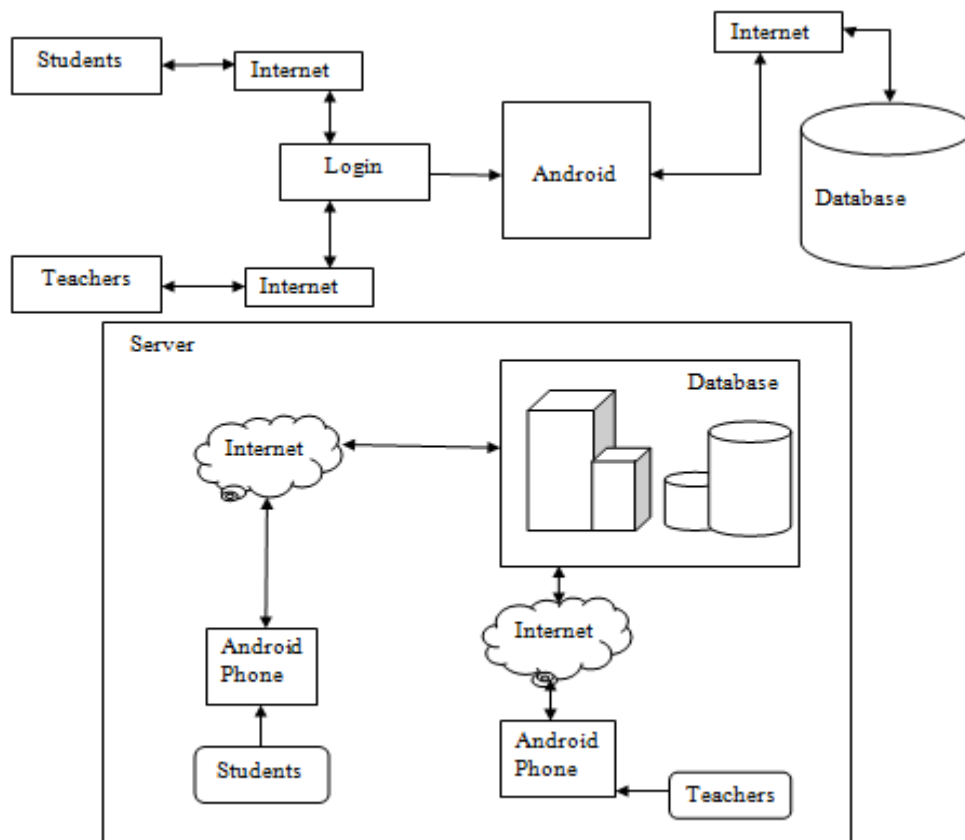 Students
Internet
Internet
Login
Android
Database
Teachers
Internet
Server
Database
Internet
Internet
Android
Phone
Android
Phone
Students
Teachers